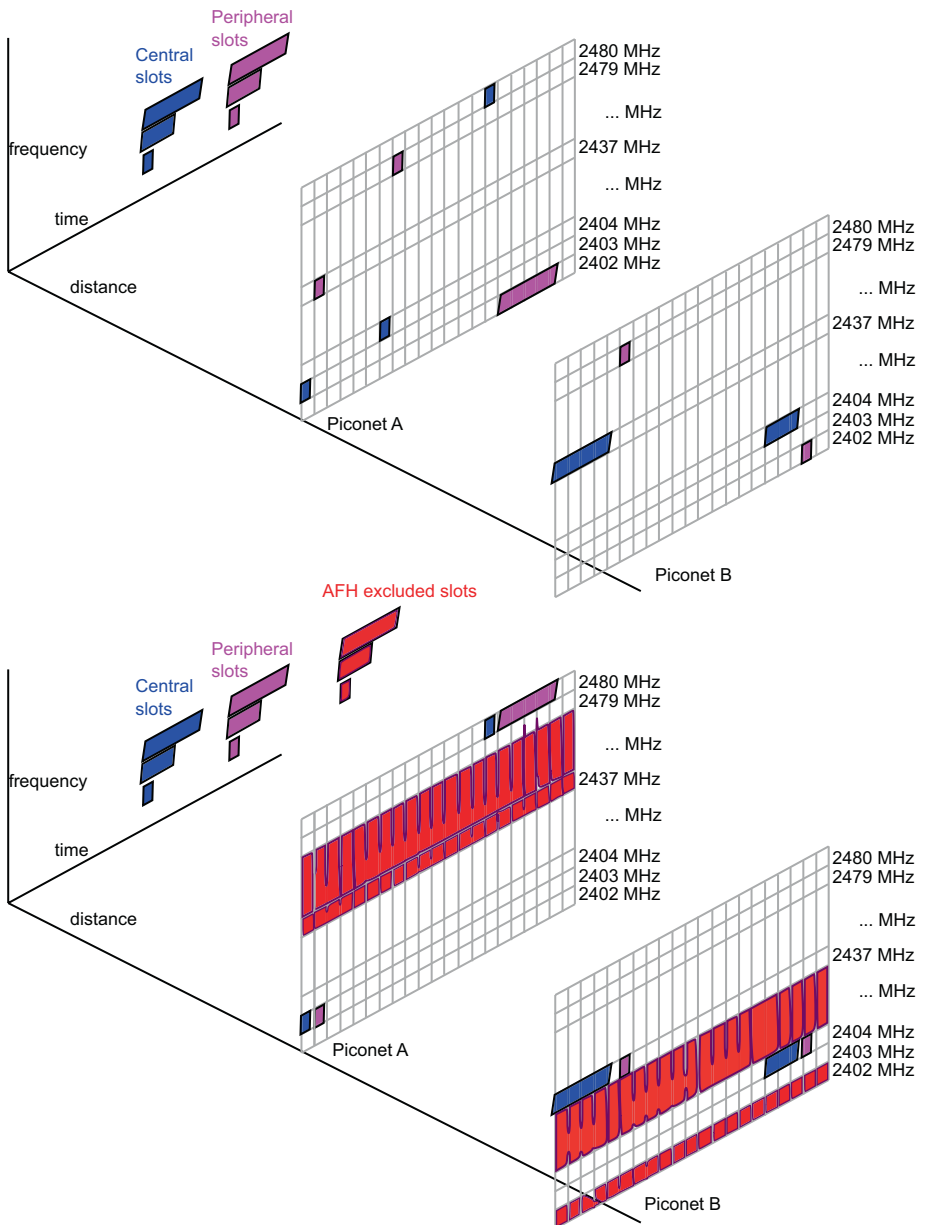 Peripheral
slots
Central
slots
frequency
time
distance
2480 MHz
2479 MHz
... MHz
2437 MHz
... MHz
2404 MHz
2403 MHz
2402 MHz
Piconet A
2480 MHz
2479 MHz
... MHz
2437 MHz
... MHz
2404 MHz
2403 MHz
2402 MHz
Piconet B
AFH excluded slots
Peripheral
slots
Central
slots
frequency
time
distance
2480 MHz
2479 MHz
... MHz
2437 MHz
... MHz
2404 MHz
2403 MHz
2402 MHz
Piconet A
2480 MHz
2479 MHz
... MHz
2437 MHz
... MHz
2404 MHz
2403 MHz
2402 MHz
Piconet B